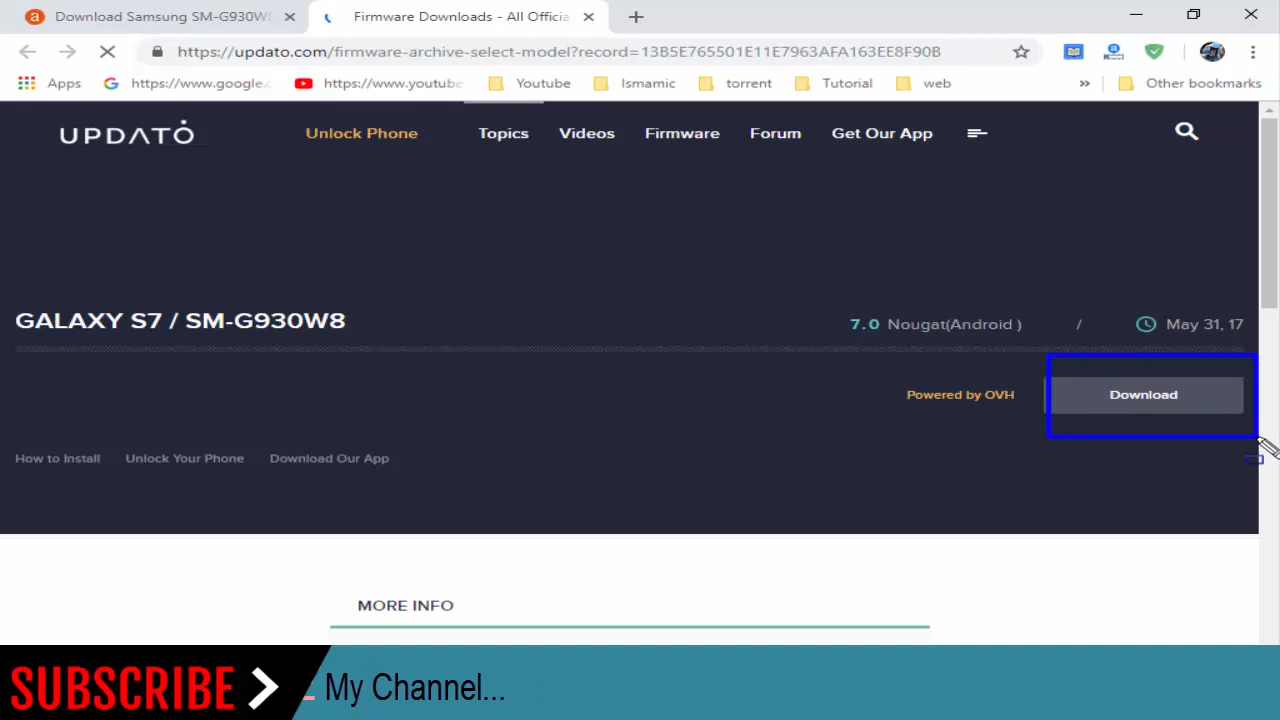 Download Samsung SM-G930W8
Firmware Downloads - All Officia
https://updato.com/firmware-archive-select-model?record=13B5E765501E11E7963AFA163EE8F90B
Apps
https://www.google.c
https://www.youtube
Youtube
Ismamic
torrent
Tutorial
web
»
Other bookmarks
UPDATO
Unlock Phone
Topics
Videos
Firmware
Forum
Get Our App
GALAXY S7 / SM-G930W8
7.0 Nougat(Android ) / May 31, 17
Powered by OVH
Download
How to Install
Unlock Your Phone
Download Our App
MORE INFO
SUBSCRIBE
My Channel...